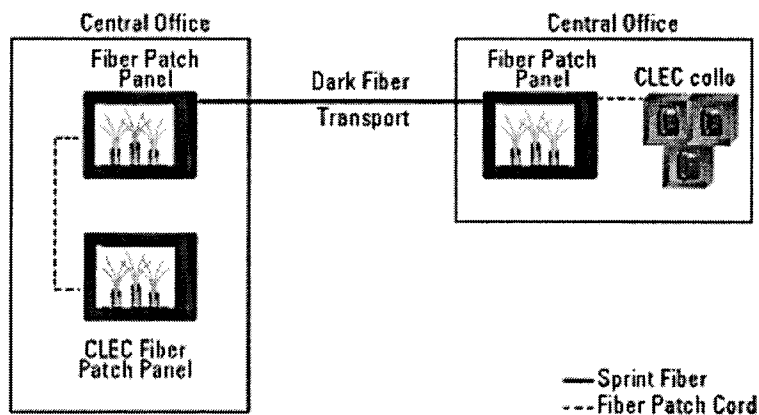 Central Office
Fiber Patch
Panel
CLEC Fiber
Patch Panel
Dark Fiber
Transport
Central Office
Fiber Patch
Panel
CLEC collo
Sprint Fiber
Fiber Patch Cord